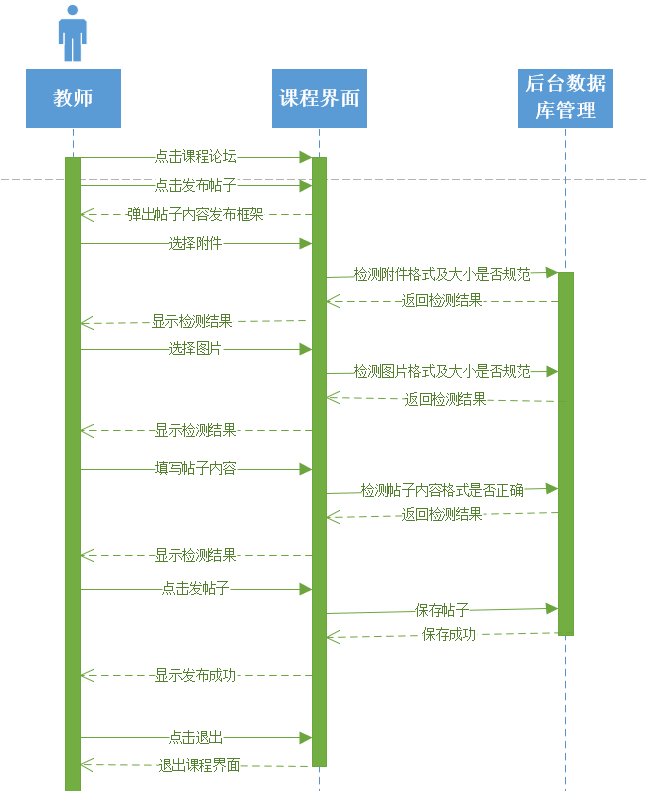 教师
课程界面
后台数据
库管理
点击课程论坛
点击发布帖子
弹出帖子内容发布框架
选择附件
检测附件格式及大小是否规范
返回检测结果
显示检测结果
选择图片
检测图片格式及大小是否规范
返回检测结果
显示检测结果
填写帖子内容
检测帖子内容格式是否正确
返回检测结果
显示检测结果
点击发帖子
保存帖子
保存成功
显示发布成功
点击退出
退出课程界面